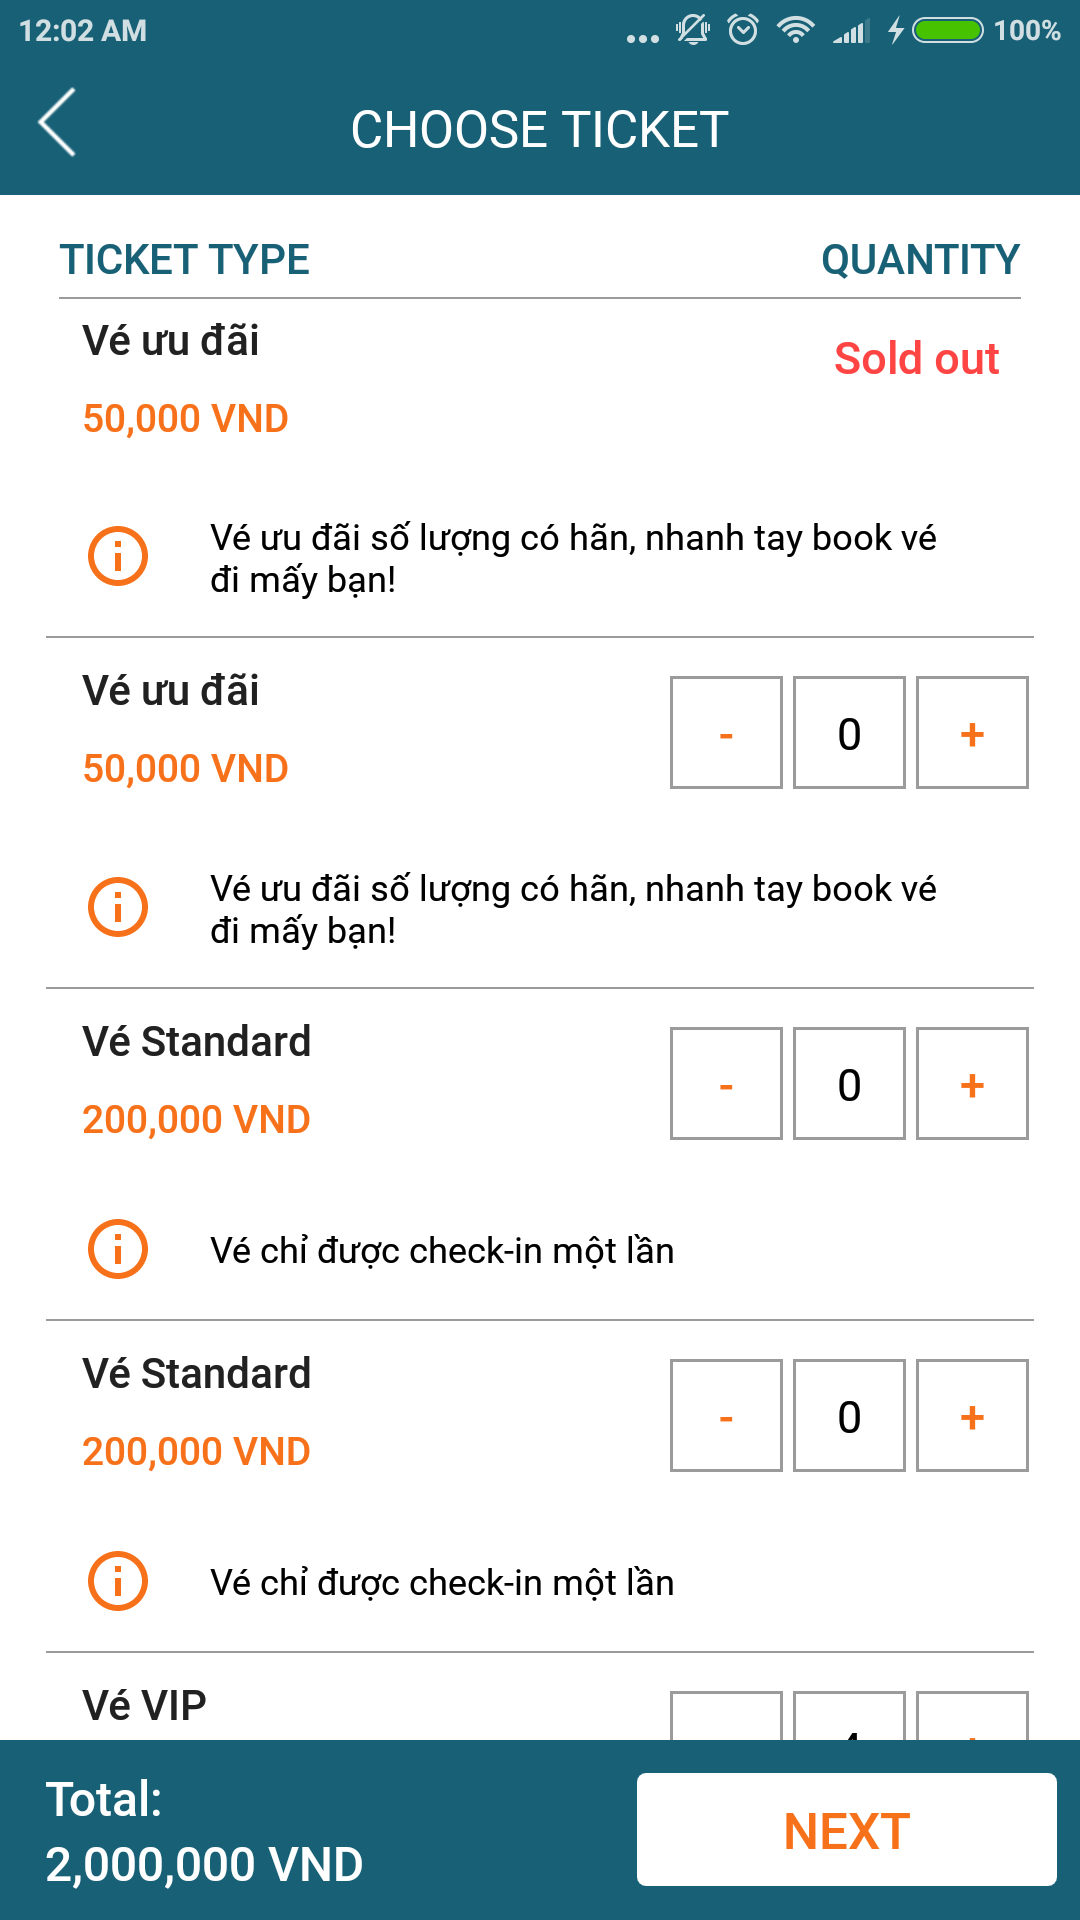 12:02 AM 100%
CHOOSE TICKET
TICKET TYPE QUANTITY
Vé ưu đãi
Sold out
50,000 VND
Vé ưu đãi số lượng có hãn, nhanh tay book vé
đi mấy bạn!
Vé ưu đãi
- 0 +
50,000 VND
Vé ưu đãi số lượng có hãn, nhanh tay book vé
đi mấy bạn!
Vé Standard
- 0 +
200,000 VND
Vé chỉ được check-in một lần
Vé Standard
- 0 +
200,000 VND
Vé chỉ được check-in một lần
Vé VIP
Total:
2,000,000 VND
NEXT